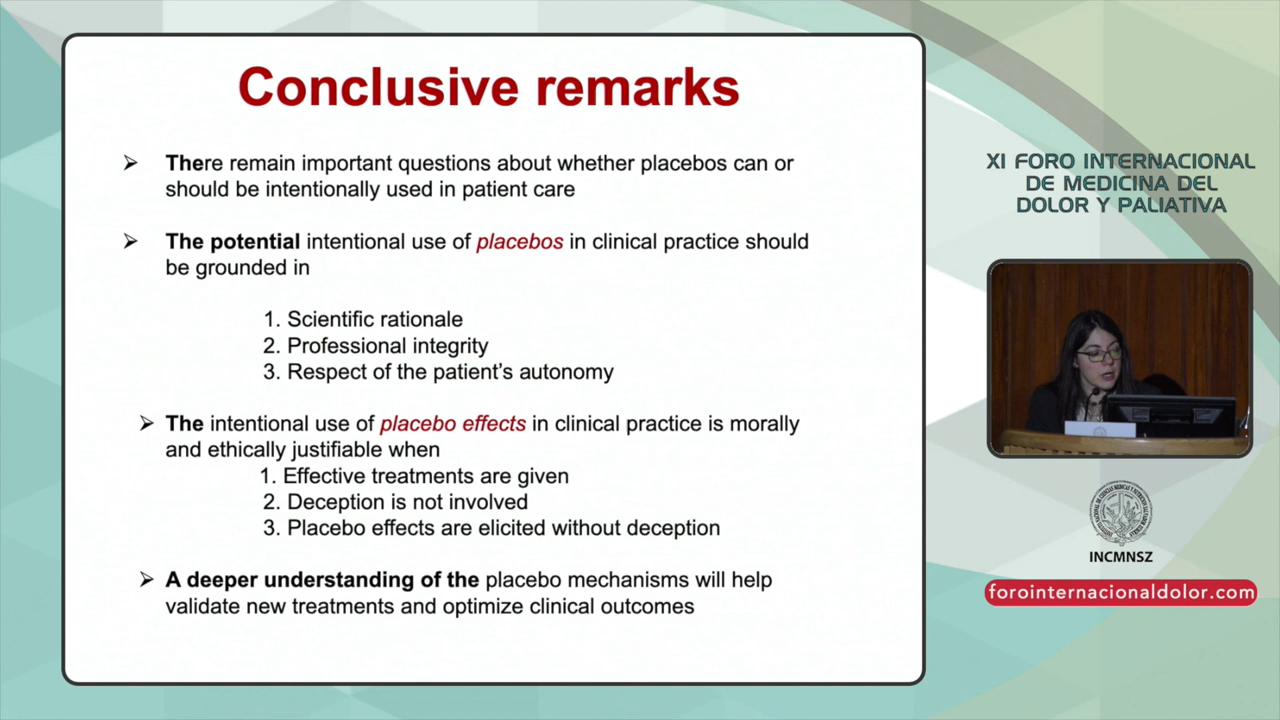 Conclusive remarks
➢ There remain important questions about whether placebos can or
should be intentionally used in patient care
➢ The potential intentional use of placebos in clinical practice should
be grounded in
1. Scientific rationale
2. Professional integrity
3. Respect of the patient's autonomy
➢ The intentional use of placebo effects in clinical practice is morally
and ethically justifiable when
1. Effective treatments are given
2. Deception is not involved
3. Placebo effects are elicited without deception
➢ A deeper understanding of the placebo mechanisms will help
validate new treatments and optimize clinical outcomes
XI FORO INTERNACIONAL
DE MEDICINA DEL
DOLOR Y PALIATIVA
INCMNSZ
forointernacionaldolor.com